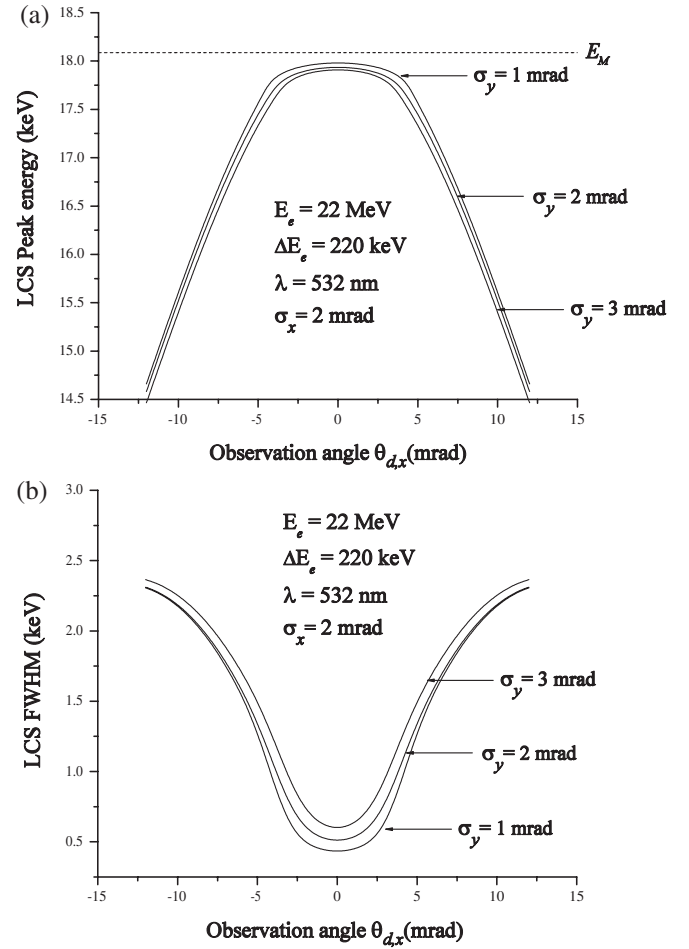 (a)
18.5
18.0
17.5
17.0
16.5
16.0
15.5
15.0
14.5
LCS Peak energy (keV)
E_M
σ_y = 1 mrad
σ_y = 2 mrad
σ_y = 3 mrad
E_e = 22 MeV
ΔE_e = 220 keV
λ = 532 nm
σ_x = 2 mrad
-15 -10 -5 0 5 10 15
Observation angle θ_{d,x}(mrad)
(b)
3.0
2.5
2.0
1.5
1.0
0.5
LCS FWHM (keV)
E_e = 22 MeV
ΔE_e = 220 keV
λ = 532 nm
σ_x = 2 mrad
σ_y = 3 mrad
σ_y = 2 mrad
σ_y = 1 mrad
-15 -10 -5 0 5 10 15
Observation angle θ_{d,x}(mrad)